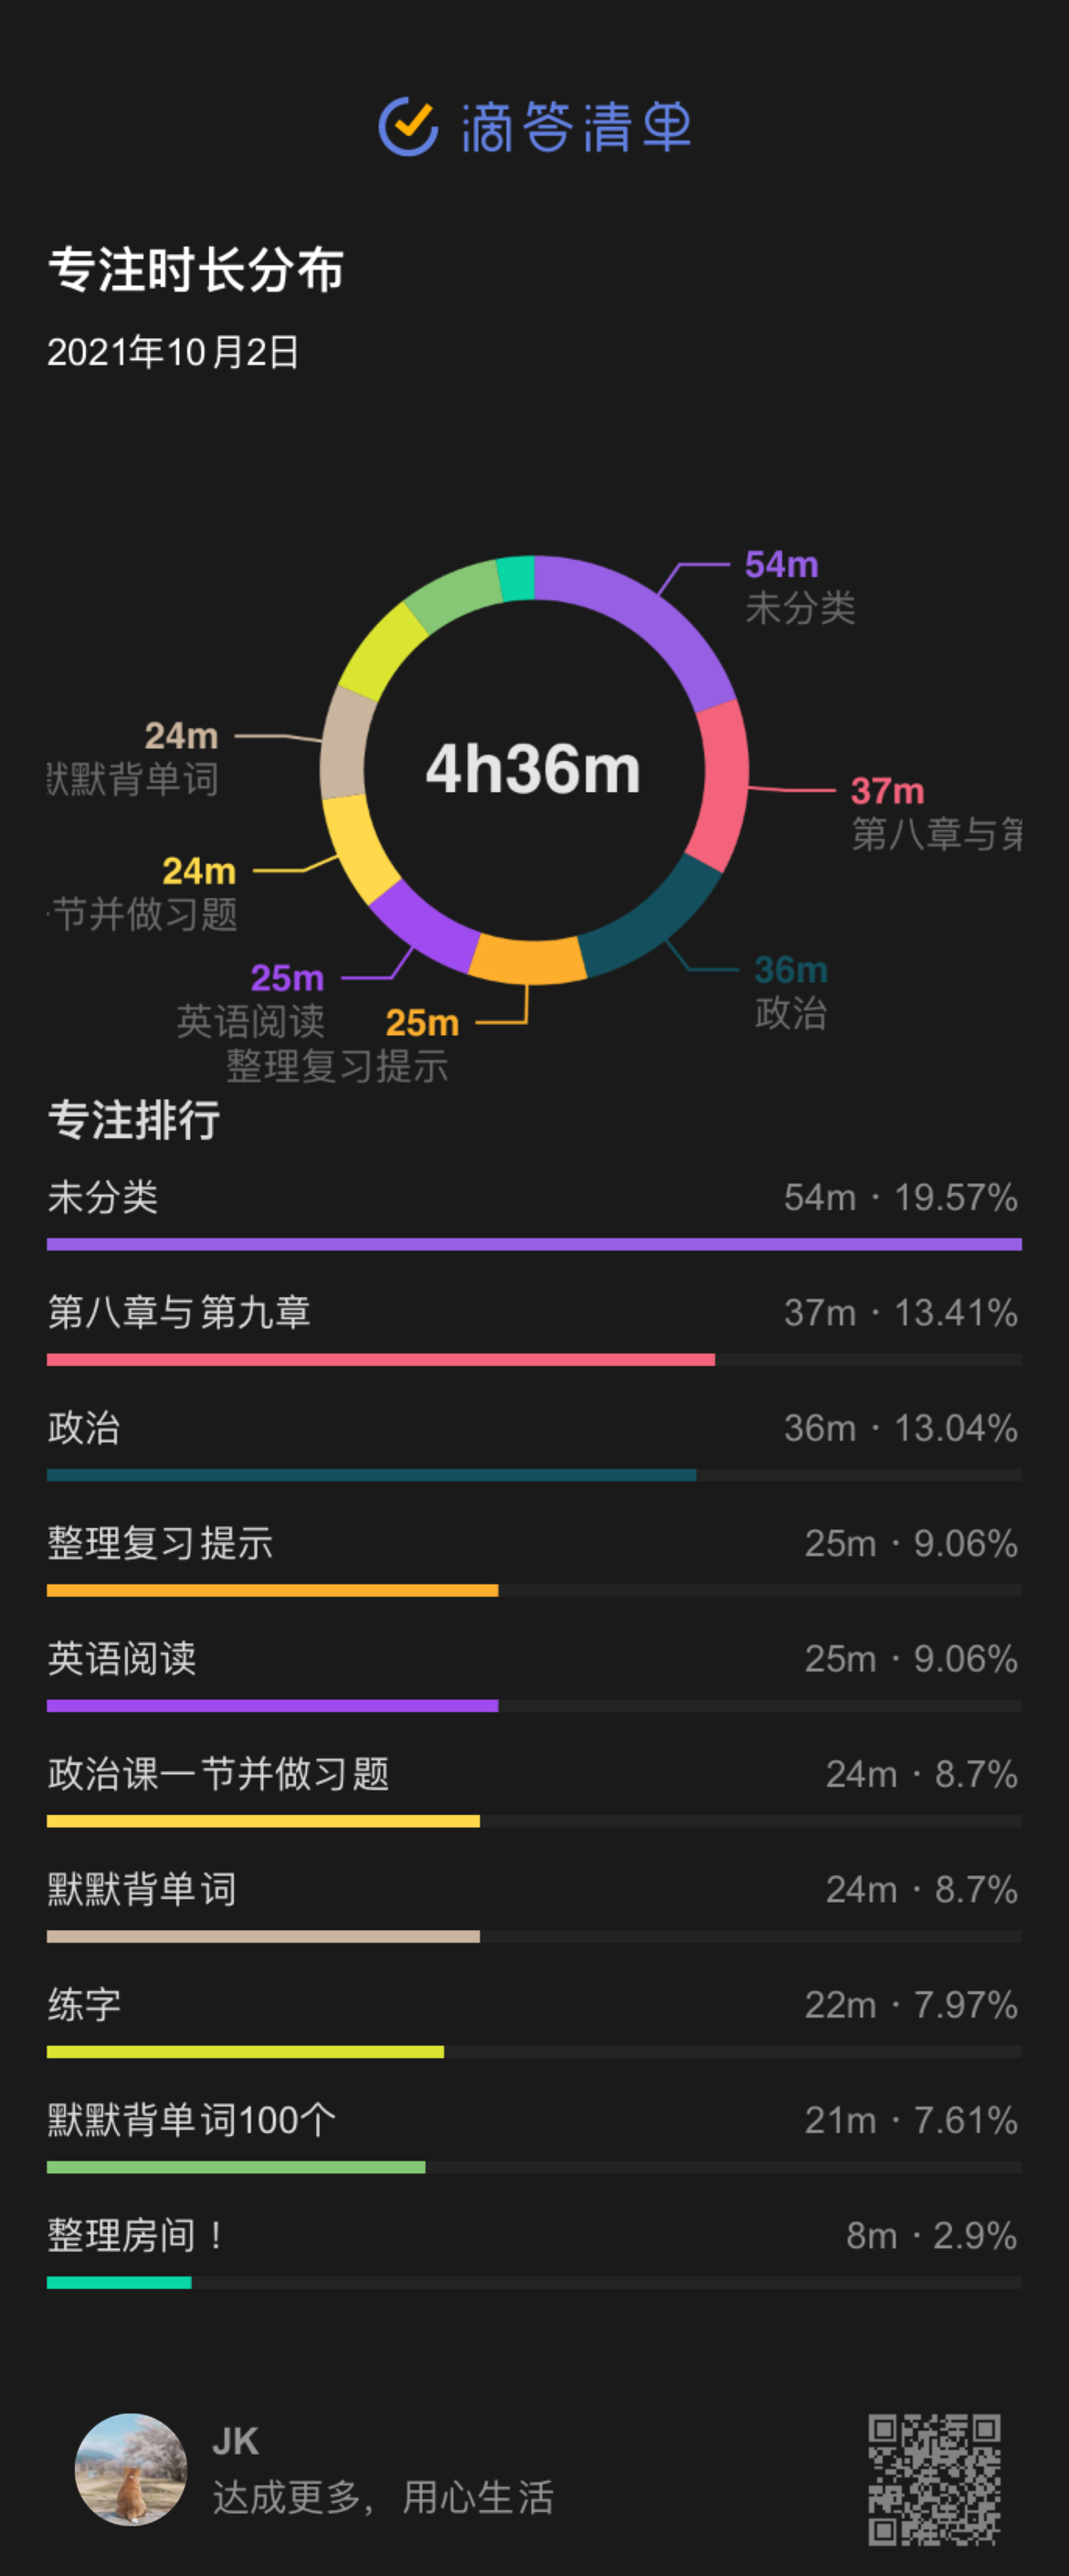 滴答清单
专注时长分布
2021年10月2日
54m
未分类
24m
默默背单词
4h36m
37m
第八章与第
24m
节并做习题
25m
英语阅读
25m
整理复习提示
36m
政治
专注排行
未分类 54m · 19.57%
第八章与第九章 37m · 13.41%
政治 36m · 13.04%
整理复习提示 25m · 9.06%
英语阅读 25m · 9.06%
政治课一节并做习题 24m · 8.7%
默默背单词 24m · 8.7%
练字 22m · 7.97%
默默背单词100个 21m · 7.61%
整理房间！ 8m · 2.9%
JK
达成更多，用心生活